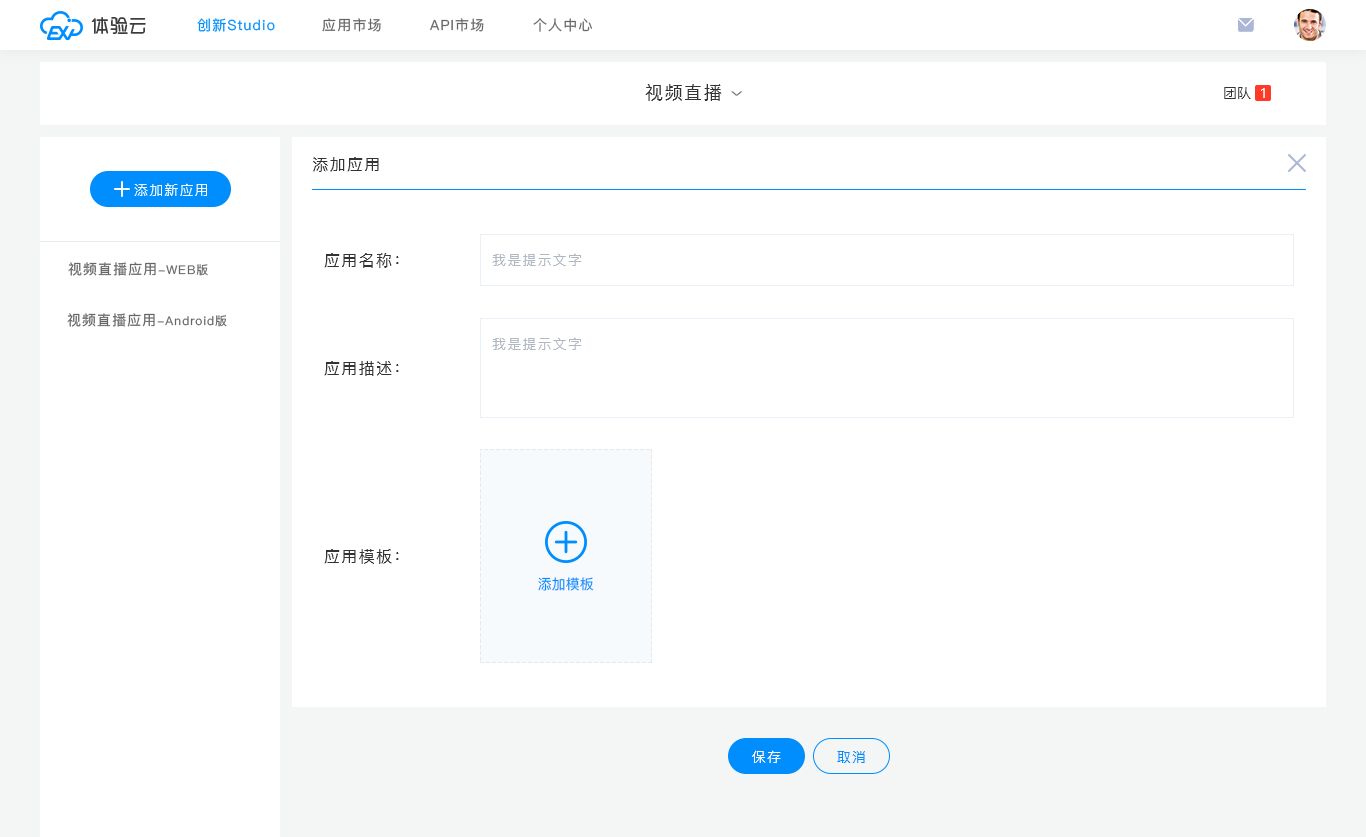 EXP 体验云 创新Studio 应用市场 API市场 个人中心
视频直播 团队 1
添加新应用
视频直播应用-WEB版
视频直播应用-Android版
添加应用
应用名称： 我是提示文字
应用描述： 我是提示文字
应用模板： 添加模板
保存 取消